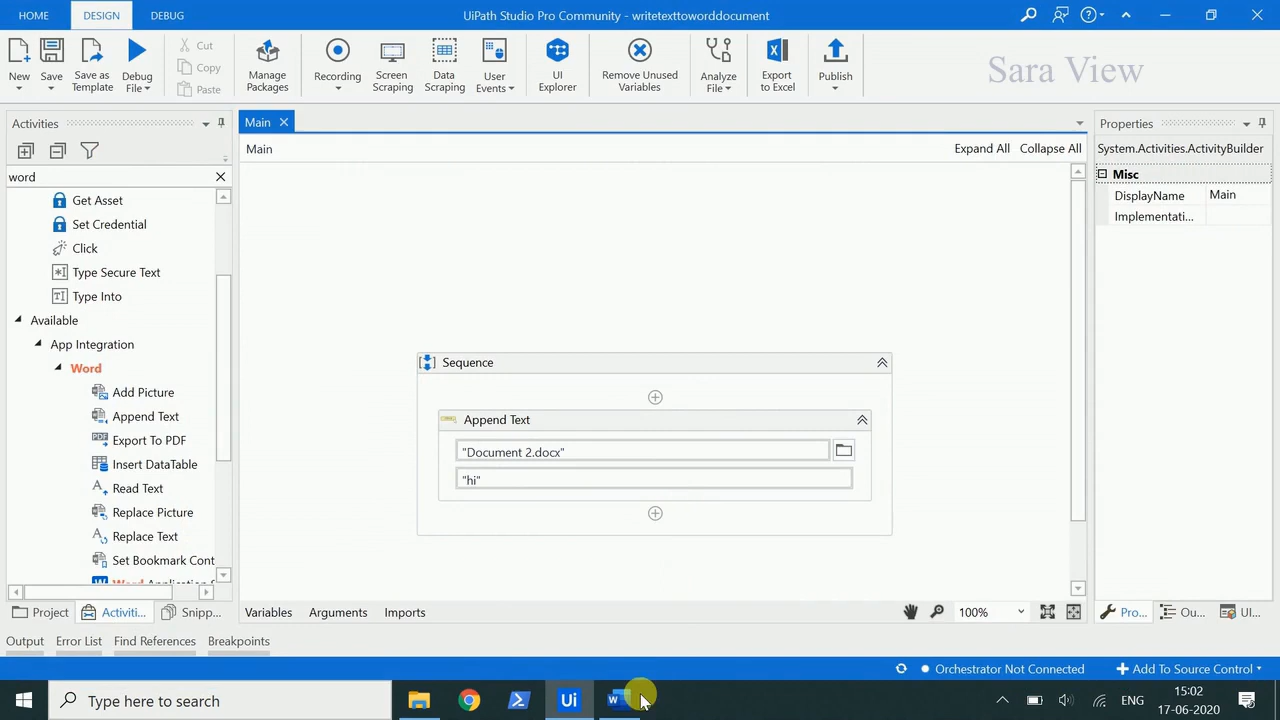 HOME DESIGN DEBUG UiPath Studio Pro Community - writetexttoworddocument
New Save Save as Template Debug File Cut Copy Paste Manage Packages Recording Screen Scraping Data Scraping User Events UI Explorer Remove Unused Variables Analyze File Export to Excel Publish
Sara View
Activities
Main
Properties
Main
Expand All Collapse All
System.Activities.ActivityBuilder
word
Misc
DisplayName Main
Implementati...
Get Asset
Set Credential
Click
Type Secure Text
Type Into
Available
App Integration
Word
Add Picture
Append Text
Export To PDF
Insert DataTable
Read Text
Replace Picture
Replace Text
Set Bookmark Cont
Sequence
Append Text
"Document 2.docx"
"hi"
Project Activiti... Snipp... Variables Arguments Imports 100% Pro... Ou... UI...
Output Error List Find References Breakpoints
Orchestrator Not Connected Add To Source Control
Type here to search
Ui
W
ENG
15:02
17-06-2020